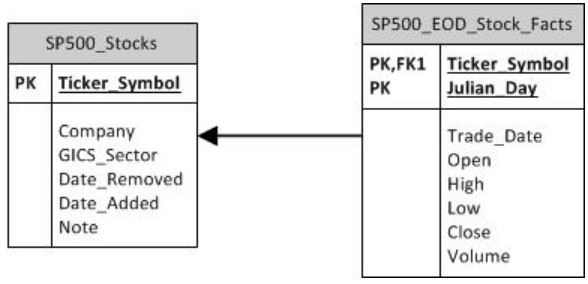 SP500_Stocks
PK Ticker_Symbol
Company
GICS_Sector
Date_Removed
Date_Added
Note
SP500_EOD_Stock_Facts
PK,FK1 Ticker_Symbol
PK Julian_Day
Trade_Date
Open
High
Low
Close
Volume